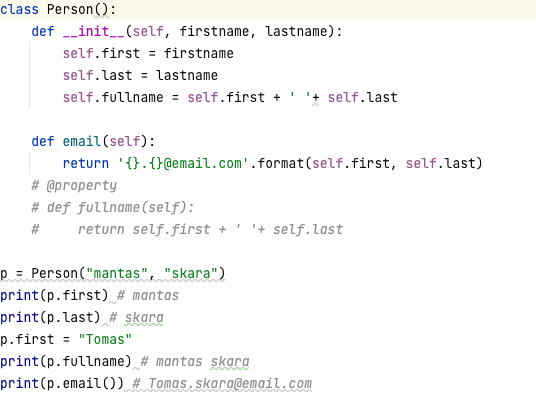 class Person():
    def __init__(self, firstname, lastname):
        self.first = firstname
        self.last = lastname
        self.fullname = self.first + ' '+ self.last
    def email(self):
        return '{}.{}@email.com'.format(self.first, self.last)
    # @property
    # def fullname(self):
    #     return self.first + ' '+ self.last
p = Person("mantas", "skara")
print(p.first) # mantas
print(p.last) # skara
p.first = "Tomas"
print(p.fullname) # mantas skara
print(p.email()) # Tomas.skara@email.com